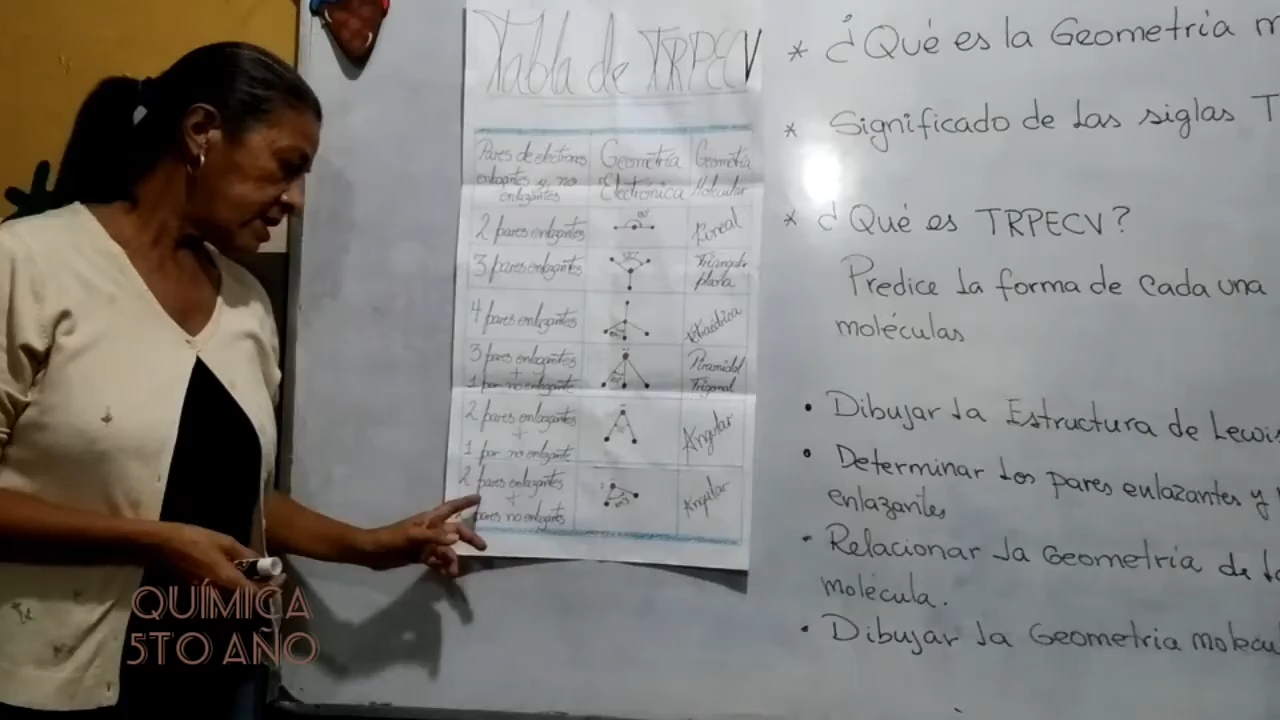 Tabla de TRPECV
Pares de electrones
enlazantes y no
enlazantes
Geometría
Electrónica
Geometría
Molecular
2 pares enlazantes
Lineal
3 pares enlazantes
Triangular
plana
4 pares enlazantes
tetraédrica
3 pares enlazantes
+
1 par no enlazante
Piramidal
Trigonal
2 pares enlazantes
+
1 par no enlazante
Angular
2 pares enlazantes
+
pares no enlazantes
Angular
* ¿Qué es la Geometría m
* Significado de las siglas T
* ¿Qué es TRPECV?
Predice la forma de cada una
moléculas
• Dibujar la Estructura de Lewis
• Determinar los pares enlazantes y
enlazantes
• Relacionar la Geometría de la
molécula.
• Dibujar la Geometria molecu
QUÍMICA
5TO AÑO